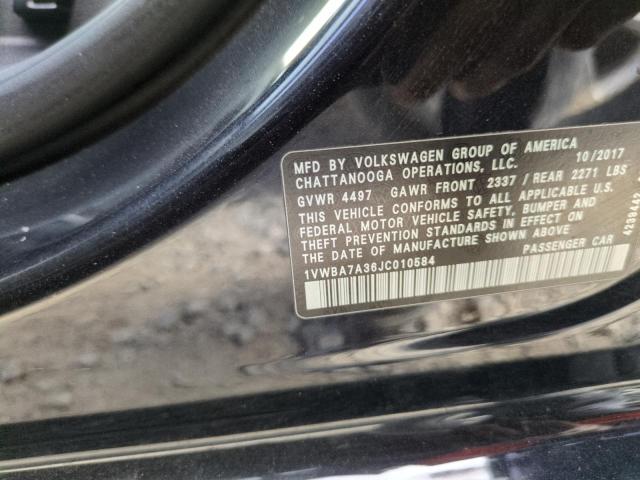 MFD BY VOLKSWAGEN GROUP OF AMERICA 10/2017
CHATTANOOGA OPERATIONS, LLC.
GVWR 4497 GAWR FRONT 2337 / REAR 2271 LBS
THIS VEHICLE CONFORMS TO ALL APPLICABLE U.S.
FEDERAL MOTOR VEHICLE SAFETY, BUMPER AND
THEFT PREVENTION STANDARDS IN EFFECT ON
THE DATE OF MANUFACTURE SHOWN ABOVE
1VWBA7A36JC010584 PASSENGER CAR